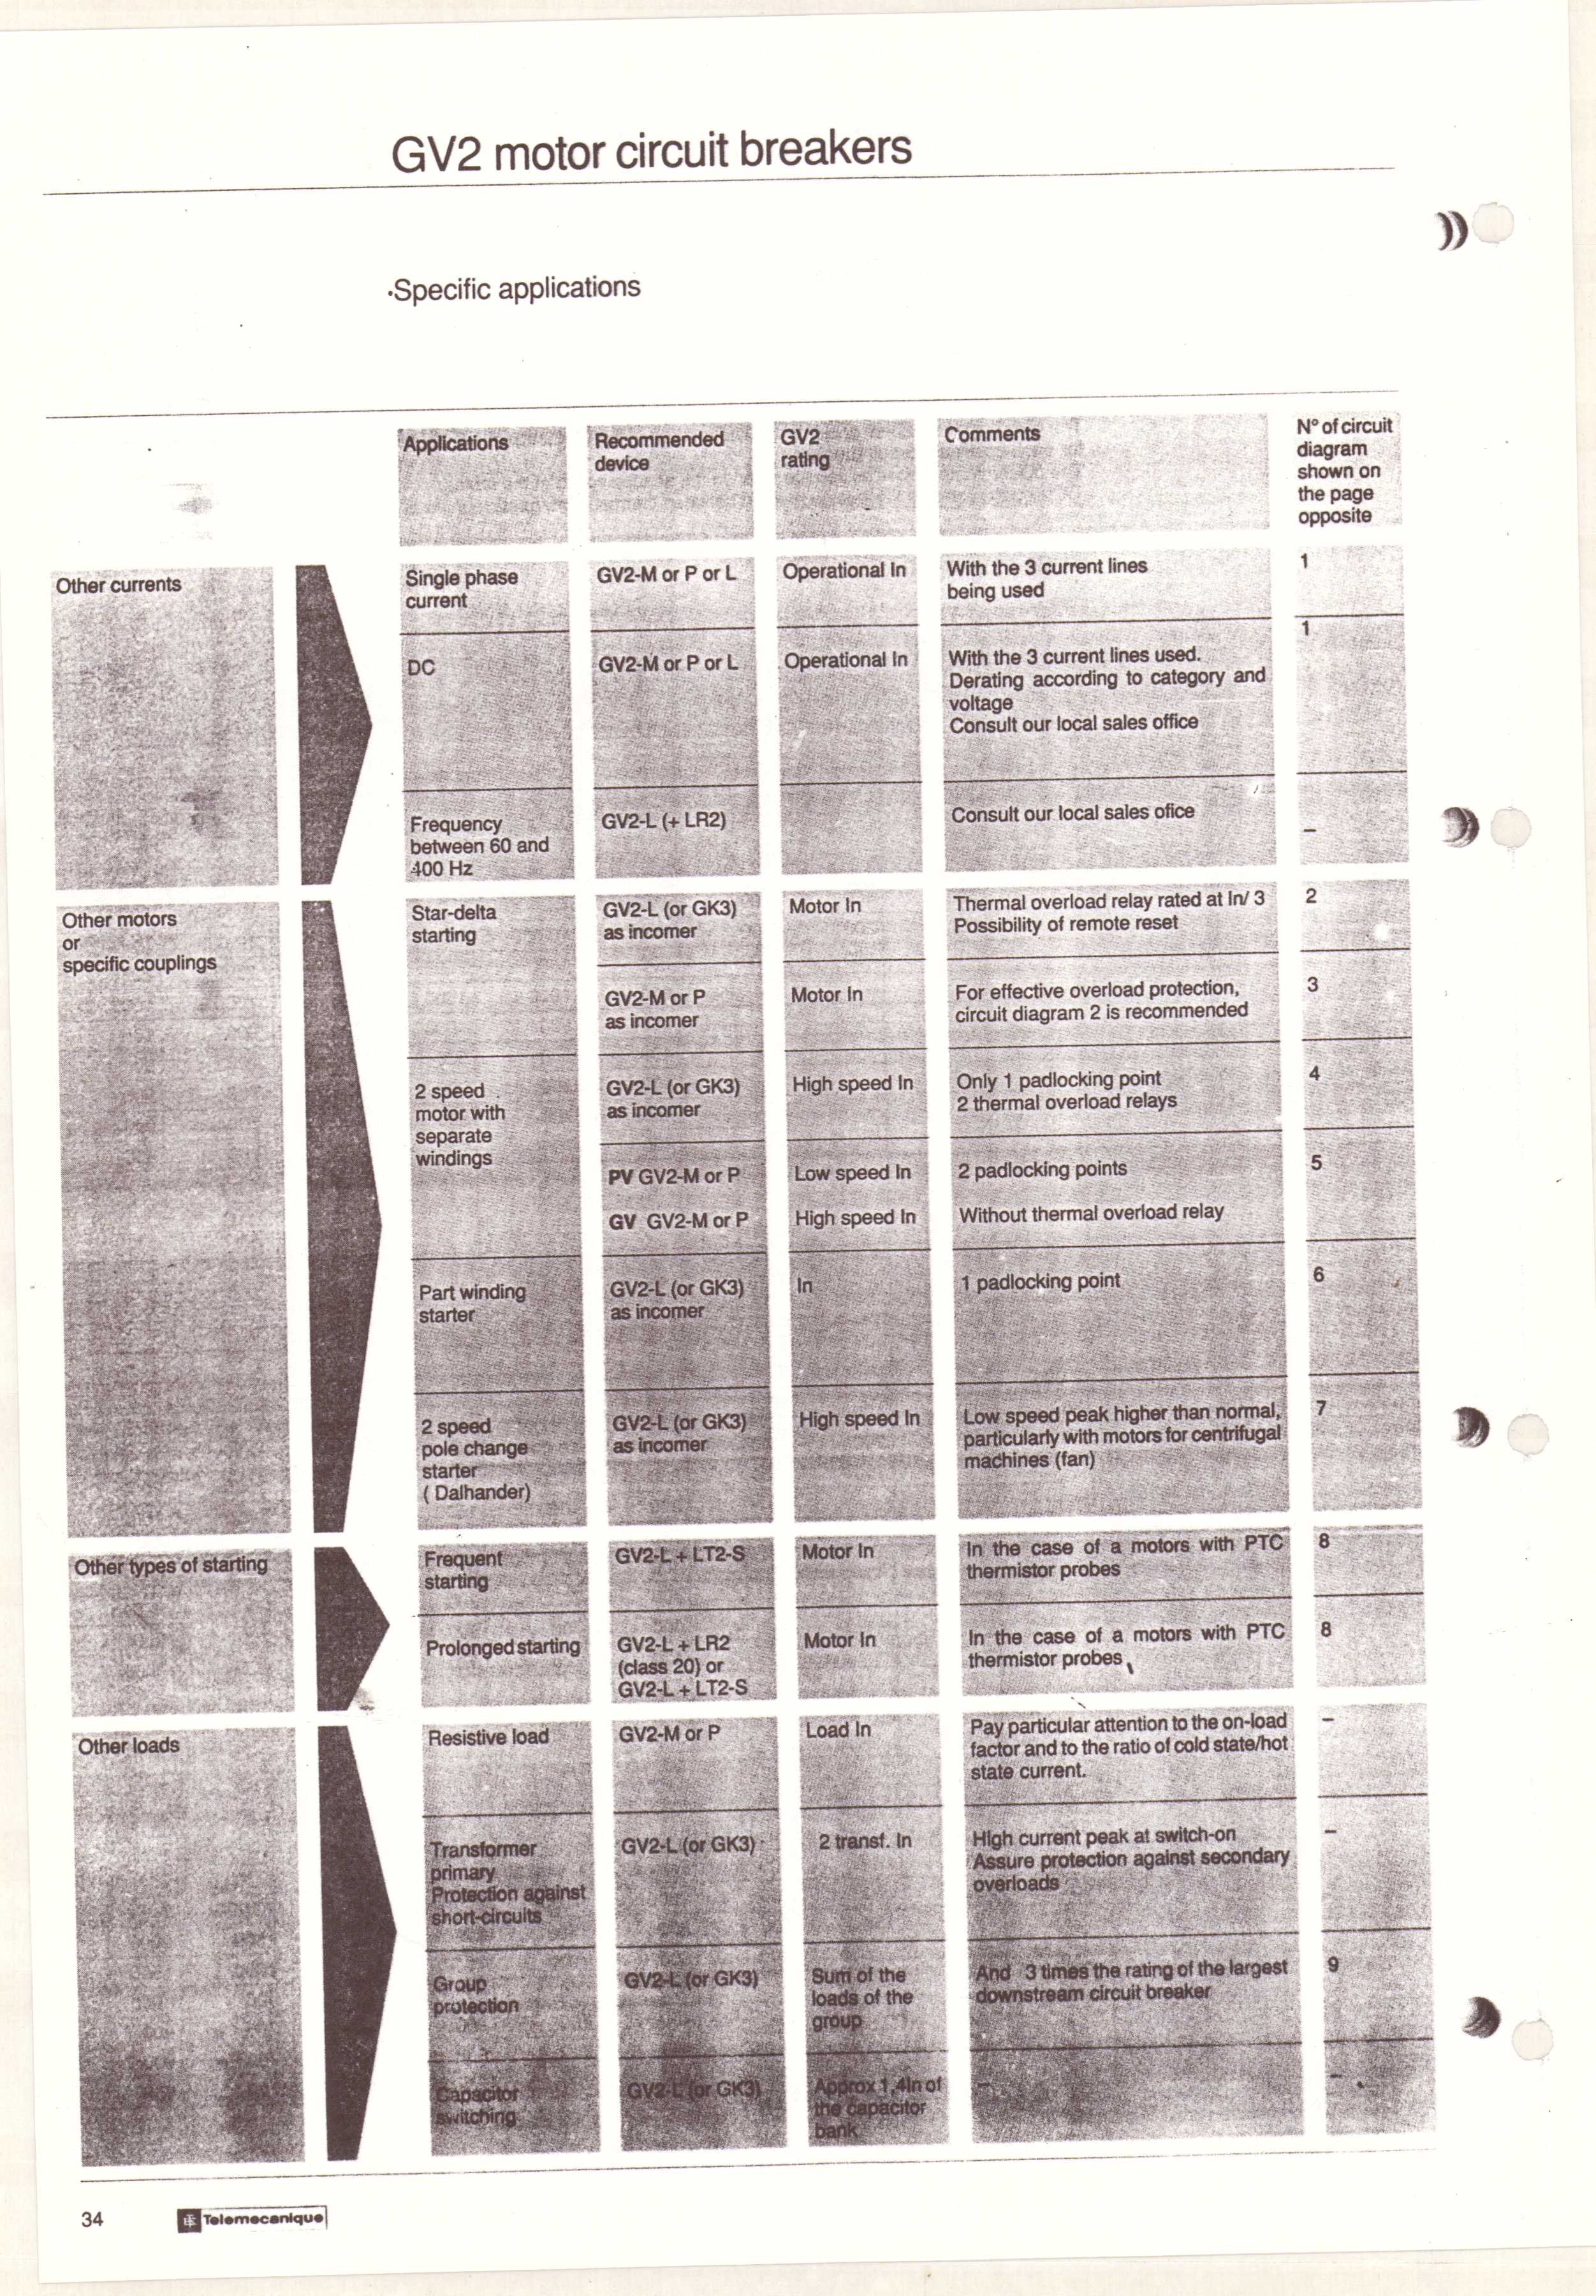 GV2 motor circuit breakers
·Specific applications
Applications
Recommended
device
GV2
rating
Comments
N° of circuit
diagram
shown on
the page
opposite
Other currents
Single phase
current
GV2-M or P or L
Operational In
With the 3 current lines
being used
1
DC
GV2-M or P or L
Operational In
With the 3 current lines used.
Derating according to category and
voltage
Consult our local sales office
1
Frequency
between 60 and
400 Hz
GV2-L (+ LR2)
Consult our local sales ofice
–
Other motors
or
specific couplings
Star-delta
starting
GV2-L (or GK3)
as incomer
Motor In
Thermal overload relay rated at In/ 3
Possibility of remote reset
2
GV2-M or P
as incomer
Motor In
For effective overload protection,
circuit diagram 2 is recommended
3
2 speed
motor with
separate
windings
GV2-L (or GK3)
as incomer
High speed In
Only 1 padlocking point
2 thermal overload relays
4
PV GV2-M or P
Low speed In
2 padlocking points
5
GV GV2-M or P
High speed In
Without thermal overload relay
Part winding
starter
GV2-L (or GK3)
as incomer
In
1 padlocking point
6
2 speed
pole change
starter
( Dalhander)
GV2-L (or GK3)
as incomer
High speed In
Low speed peak higher than normal,
particularly with motors for centrifugal
machines (fan)
7
Other types of starting
Frequent
starting
GV2-L + LT2-S
Motor In
In the case of a motors with PTC
thermistor probes
8
Prolonged starting
GV2-L + LR2
(class 20) or
GV2-L + LT2-S
Motor In
In the case of a motors with PTC
thermistor probes
8
Other loads
Resistive load
GV2-M or P
Load In
Pay particular attention to the on-load
factor and to the ratio of cold state/hot
state current.
–
Transformer
primary
Protection against
short-circuits
GV2-L (or GK3)
2 transf. In
High current peak at switch-on
Assure protection against secondary
overloads
–
Group
protection
GV2-L (or GK3)
Sum of the
loads of the
group
And 3 times the rating of the largest
downstream circuit breaker
9
Capacitor
switching
GV2-L (or GK3)
Approx 1,4In of
the capacitor
bank
–
–
34
Telemecanique